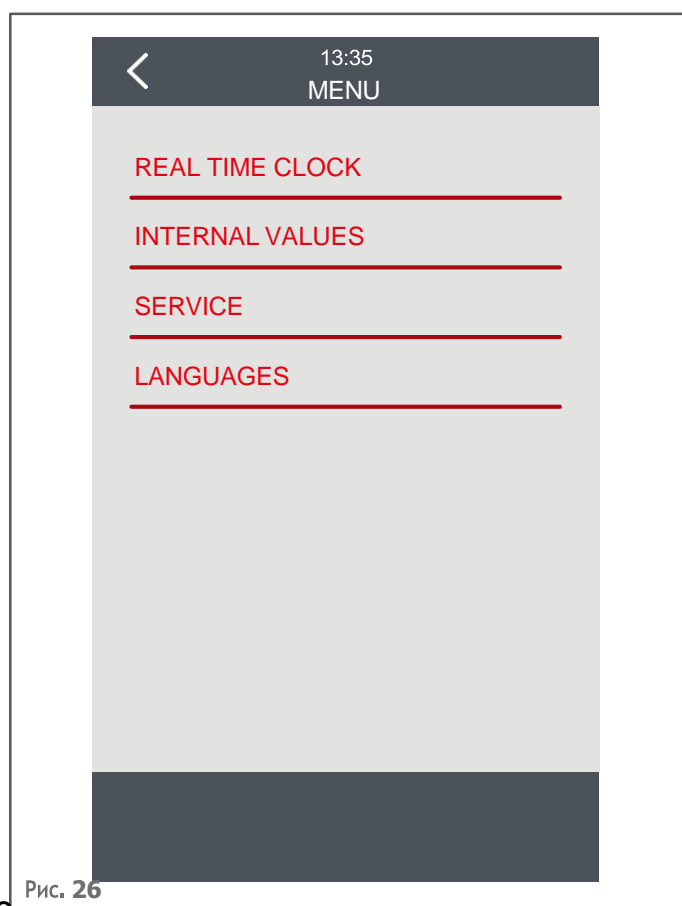 13:35
MENU
REAL TIME CLOCK
INTERNAL VALUES
SERVICE
LANGUAGES
Рис. 26